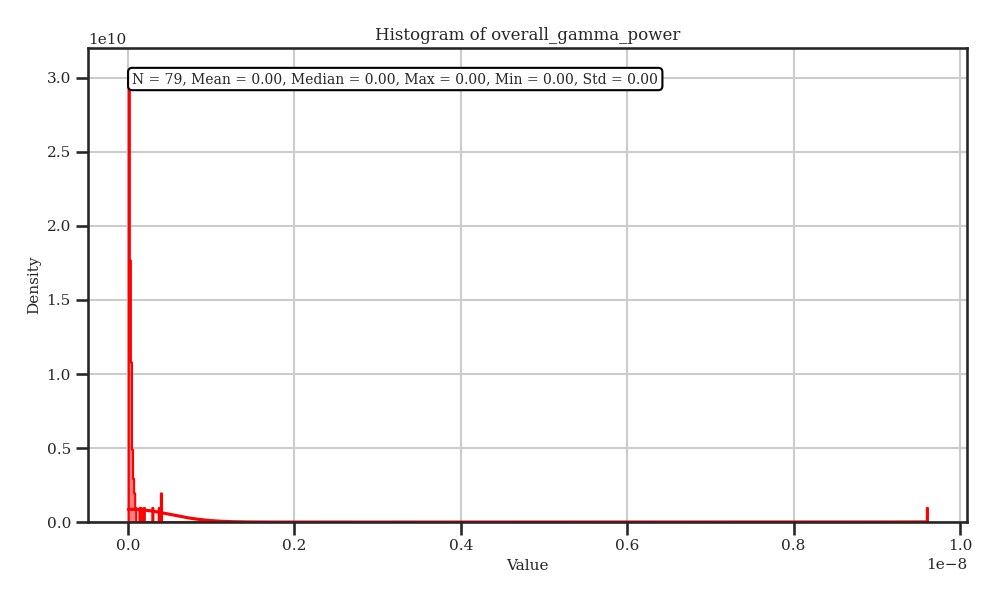 Histogram of overall_gamma_power
1e10
N = 79, Mean = 0.00, Median = 0.00, Max = 0.00, Min = 0.00, Std = 0.00
3.0
2.5
2.0
1.5
1.0
0.5
0.0
Density
0.0 0.2 0.4 0.6 0.8 1.0
1e−8
Value